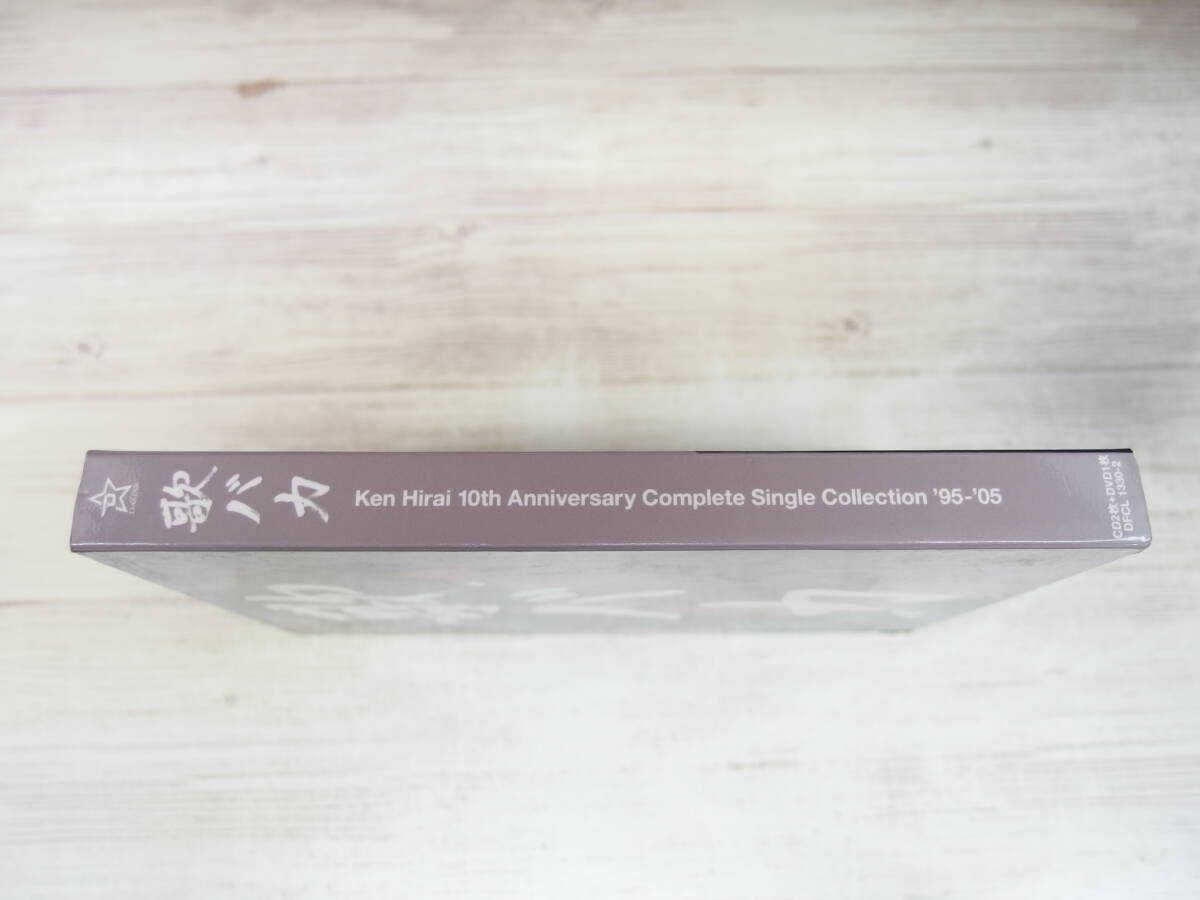 歌バカ
Ken Hirai 10th Anniversary Complete Single Collection ’95-’05
CD2枚+DVD1枚
DFCL 1330-2